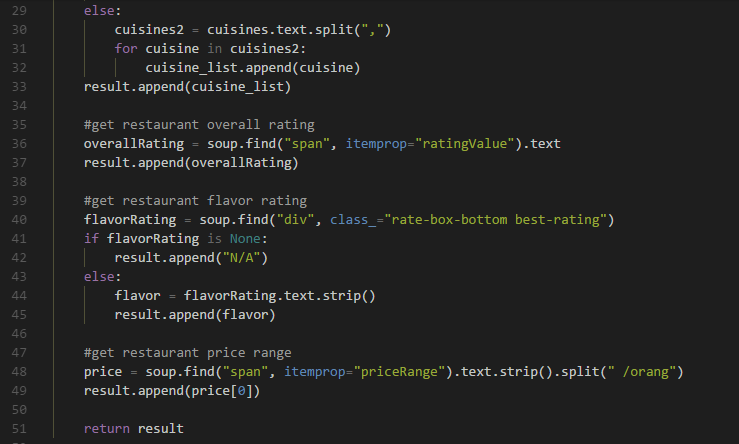 29 else:
30 cuisines2 = cuisines.text.split(",")
31 for cuisine in cuisines2:
32 cuisine_list.append(cuisine)
33 result.append(cuisine_list)
34
35 #get restaurant overall rating
36 overallRating = soup.find("span", itemprop="ratingValue").text
37 result.append(overallRating)
38
39 #get restaurant flavor rating
40 flavorRating = soup.find("div", class_="rate-box-bottom best-rating")
41 if flavorRating is None:
42 result.append("N/A")
43 else:
44 flavor = flavorRating.text.strip()
45 result.append(flavor)
46
47 #get restaurant price range
48 price = soup.find("span", itemprop="priceRange").text.strip().split(" /orang")
49 result.append(price[0])
50
51 return result